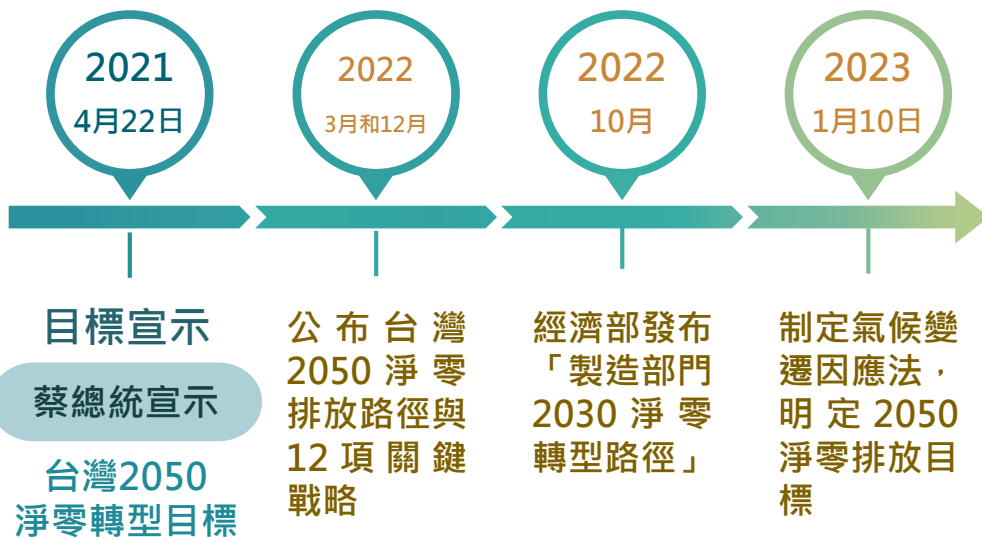 2021
4月22日
2022
3月和12月
2022
10月
2023
1月10日
目標宣示
蔡總統宣示
台灣2050
淨零轉型目標
公布台灣
2050淨零
排放路徑與
12項關鍵
戰略
經濟部發布
「製造部門
2030淨零
轉型路徑」
制定氣候變
遷因應法，
明定2050
淨零排放目
標